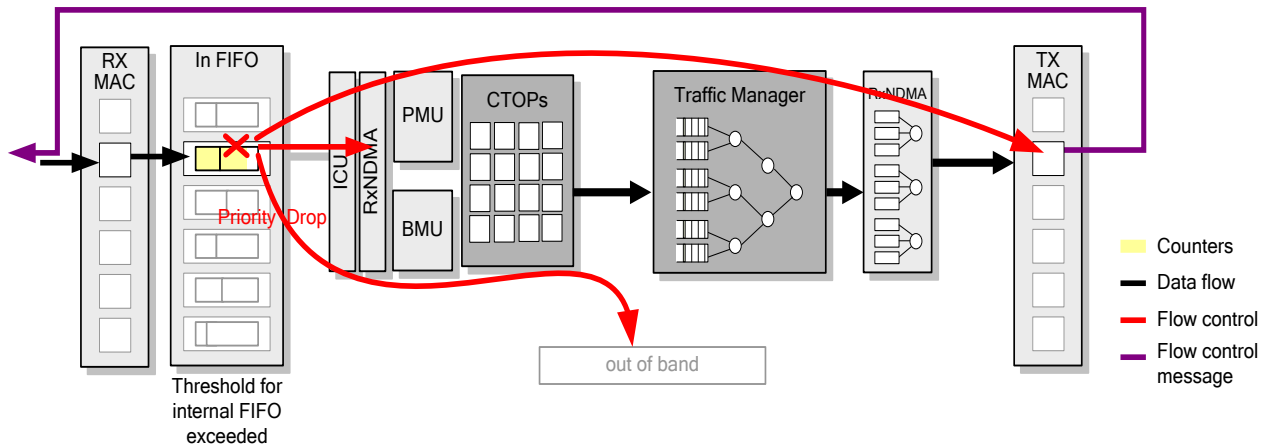 RX
MAC
In FIFO
ICU
RxNDMA
PMU
BMU
CTOPs
Traffic Manager
RxNDMA
TX
MAC
Priority Drop
out of band
Threshold for
internal FIFO
exceeded
Counters
Data flow
Flow control
Flow control
message